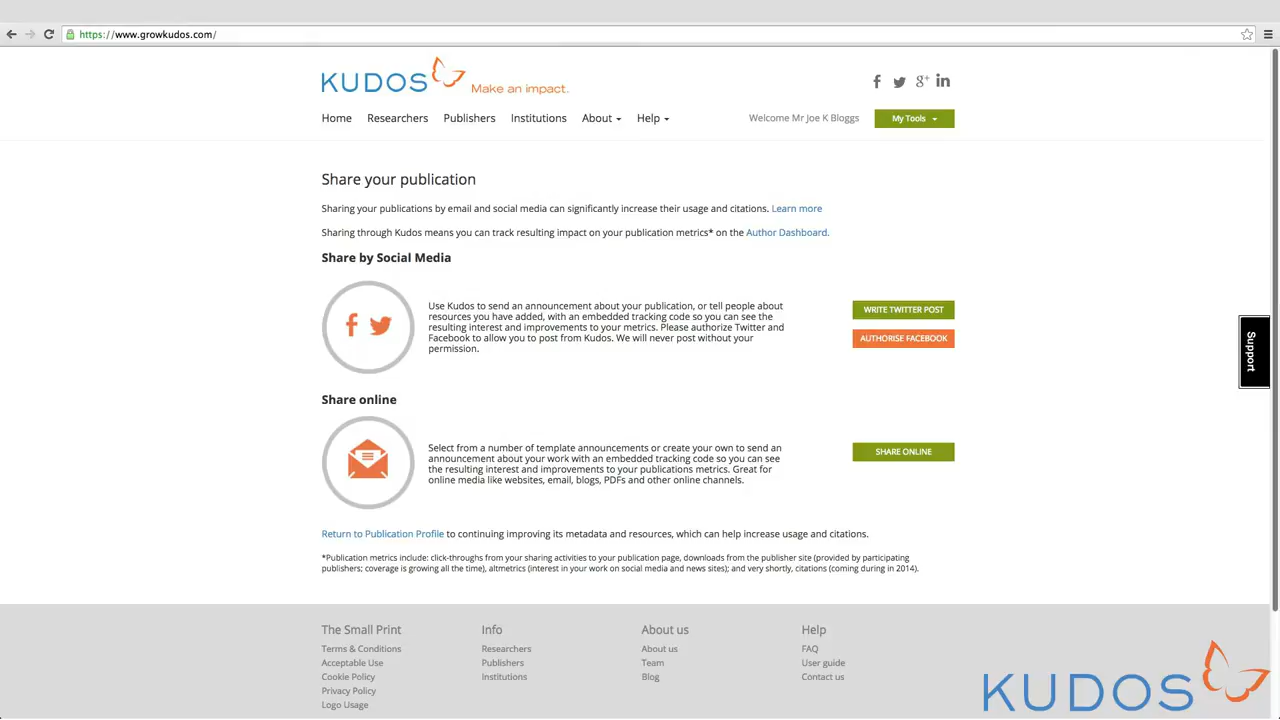 https://www.growkudos.com/
KUDOS Make an impact.
Home Researchers Publishers Institutions About Help Welcome Mr Joe K Bloggs My Tools
Share your publication
Sharing your publications by email and social media can significantly increase their usage and citations. Learn more
Sharing through Kudos means you can track resulting impact on your publication metrics* on the Author Dashboard.
Share by Social Media
Use Kudos to send an announcement about your publication, or tell people about
resources you have added, with an embedded tracking code so you can see the
resulting interest and improvements to your metrics. Please authorize Twitter and
Facebook to allow you to post from Kudos. We will never post without your
permission.
WRITE TWITTER POST
AUTHORISE FACEBOOK
Support
Share online
Select from a number of template announcements or create your own to send an
announcement about your work with an embedded tracking code so you can see
the resulting interest and improvements to your publications metrics. Great for
online media like websites, email, blogs, PDFs and other online channels.
SHARE ONLINE
Return to Publication Profile to continuing improving its metadata and resources, which can help increase usage and citations.
*Publication metrics include: click-throughs from your sharing activities to your publication page, downloads from the publisher site (provided by participating
publishers: coverage is growing all the time), altmetrics (interest in your work on social media and news sites); and very shortly, citations (coming during in 2014).
The Small Print
Terms & Conditions
Acceptable Use
Cookie Policy
Privacy Policy
Logo Usage
Info
Researchers
Publishers
Institutions
About us
About us
Team
Blog
Help
FAQ
User guide
Contact us
KUDOS